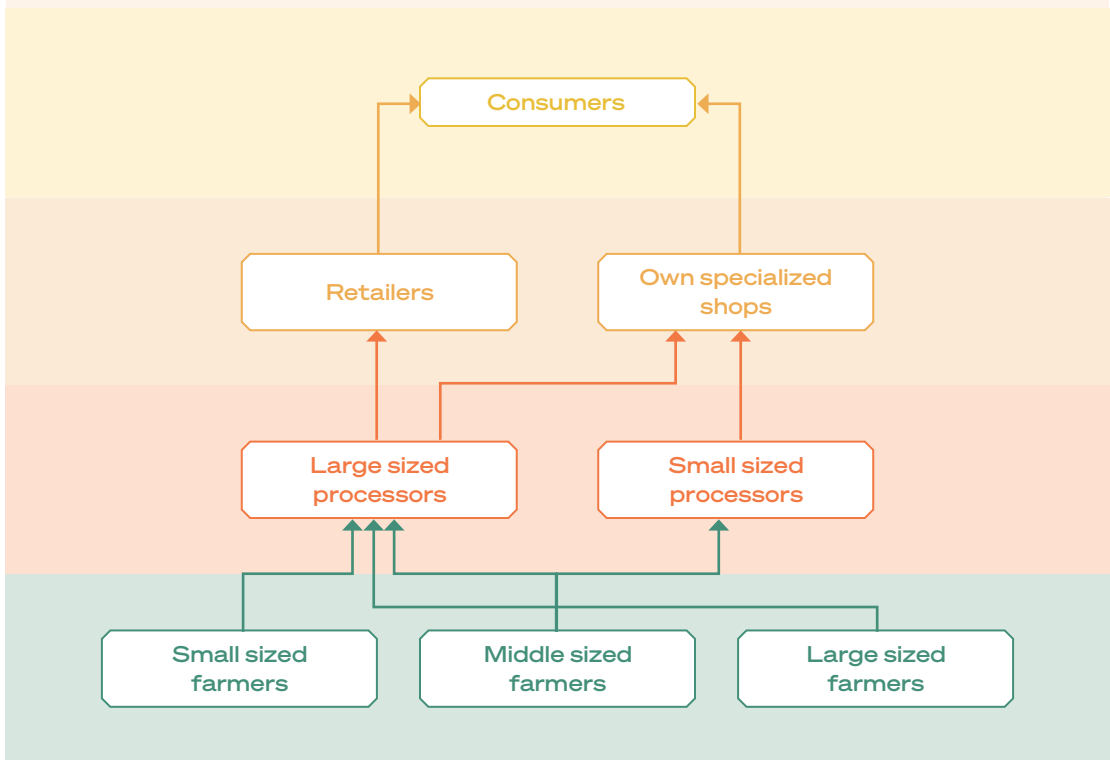 Consumers
Retailers
Own specialized
shops
Large sized
processors
Small sized
processors
Small sized
farmers
Middle sized
farmers
Large sized
farmers